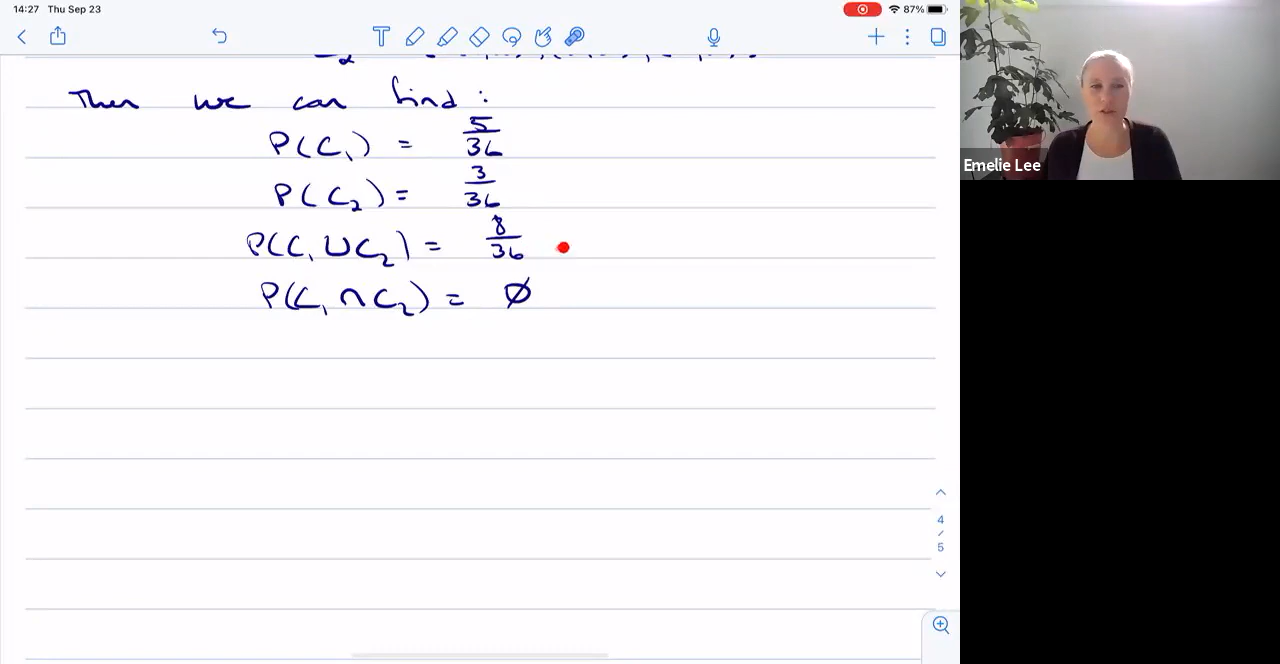 14:27 Thu Sep 23
87%
Then we can find :
P(C₁) = 5/36
P(C₂) = 3/36
P(C₁ ∪ C₂) = 8/36
P(C₁ ∩ C₂) = ∅
Emelie Lee
4
5